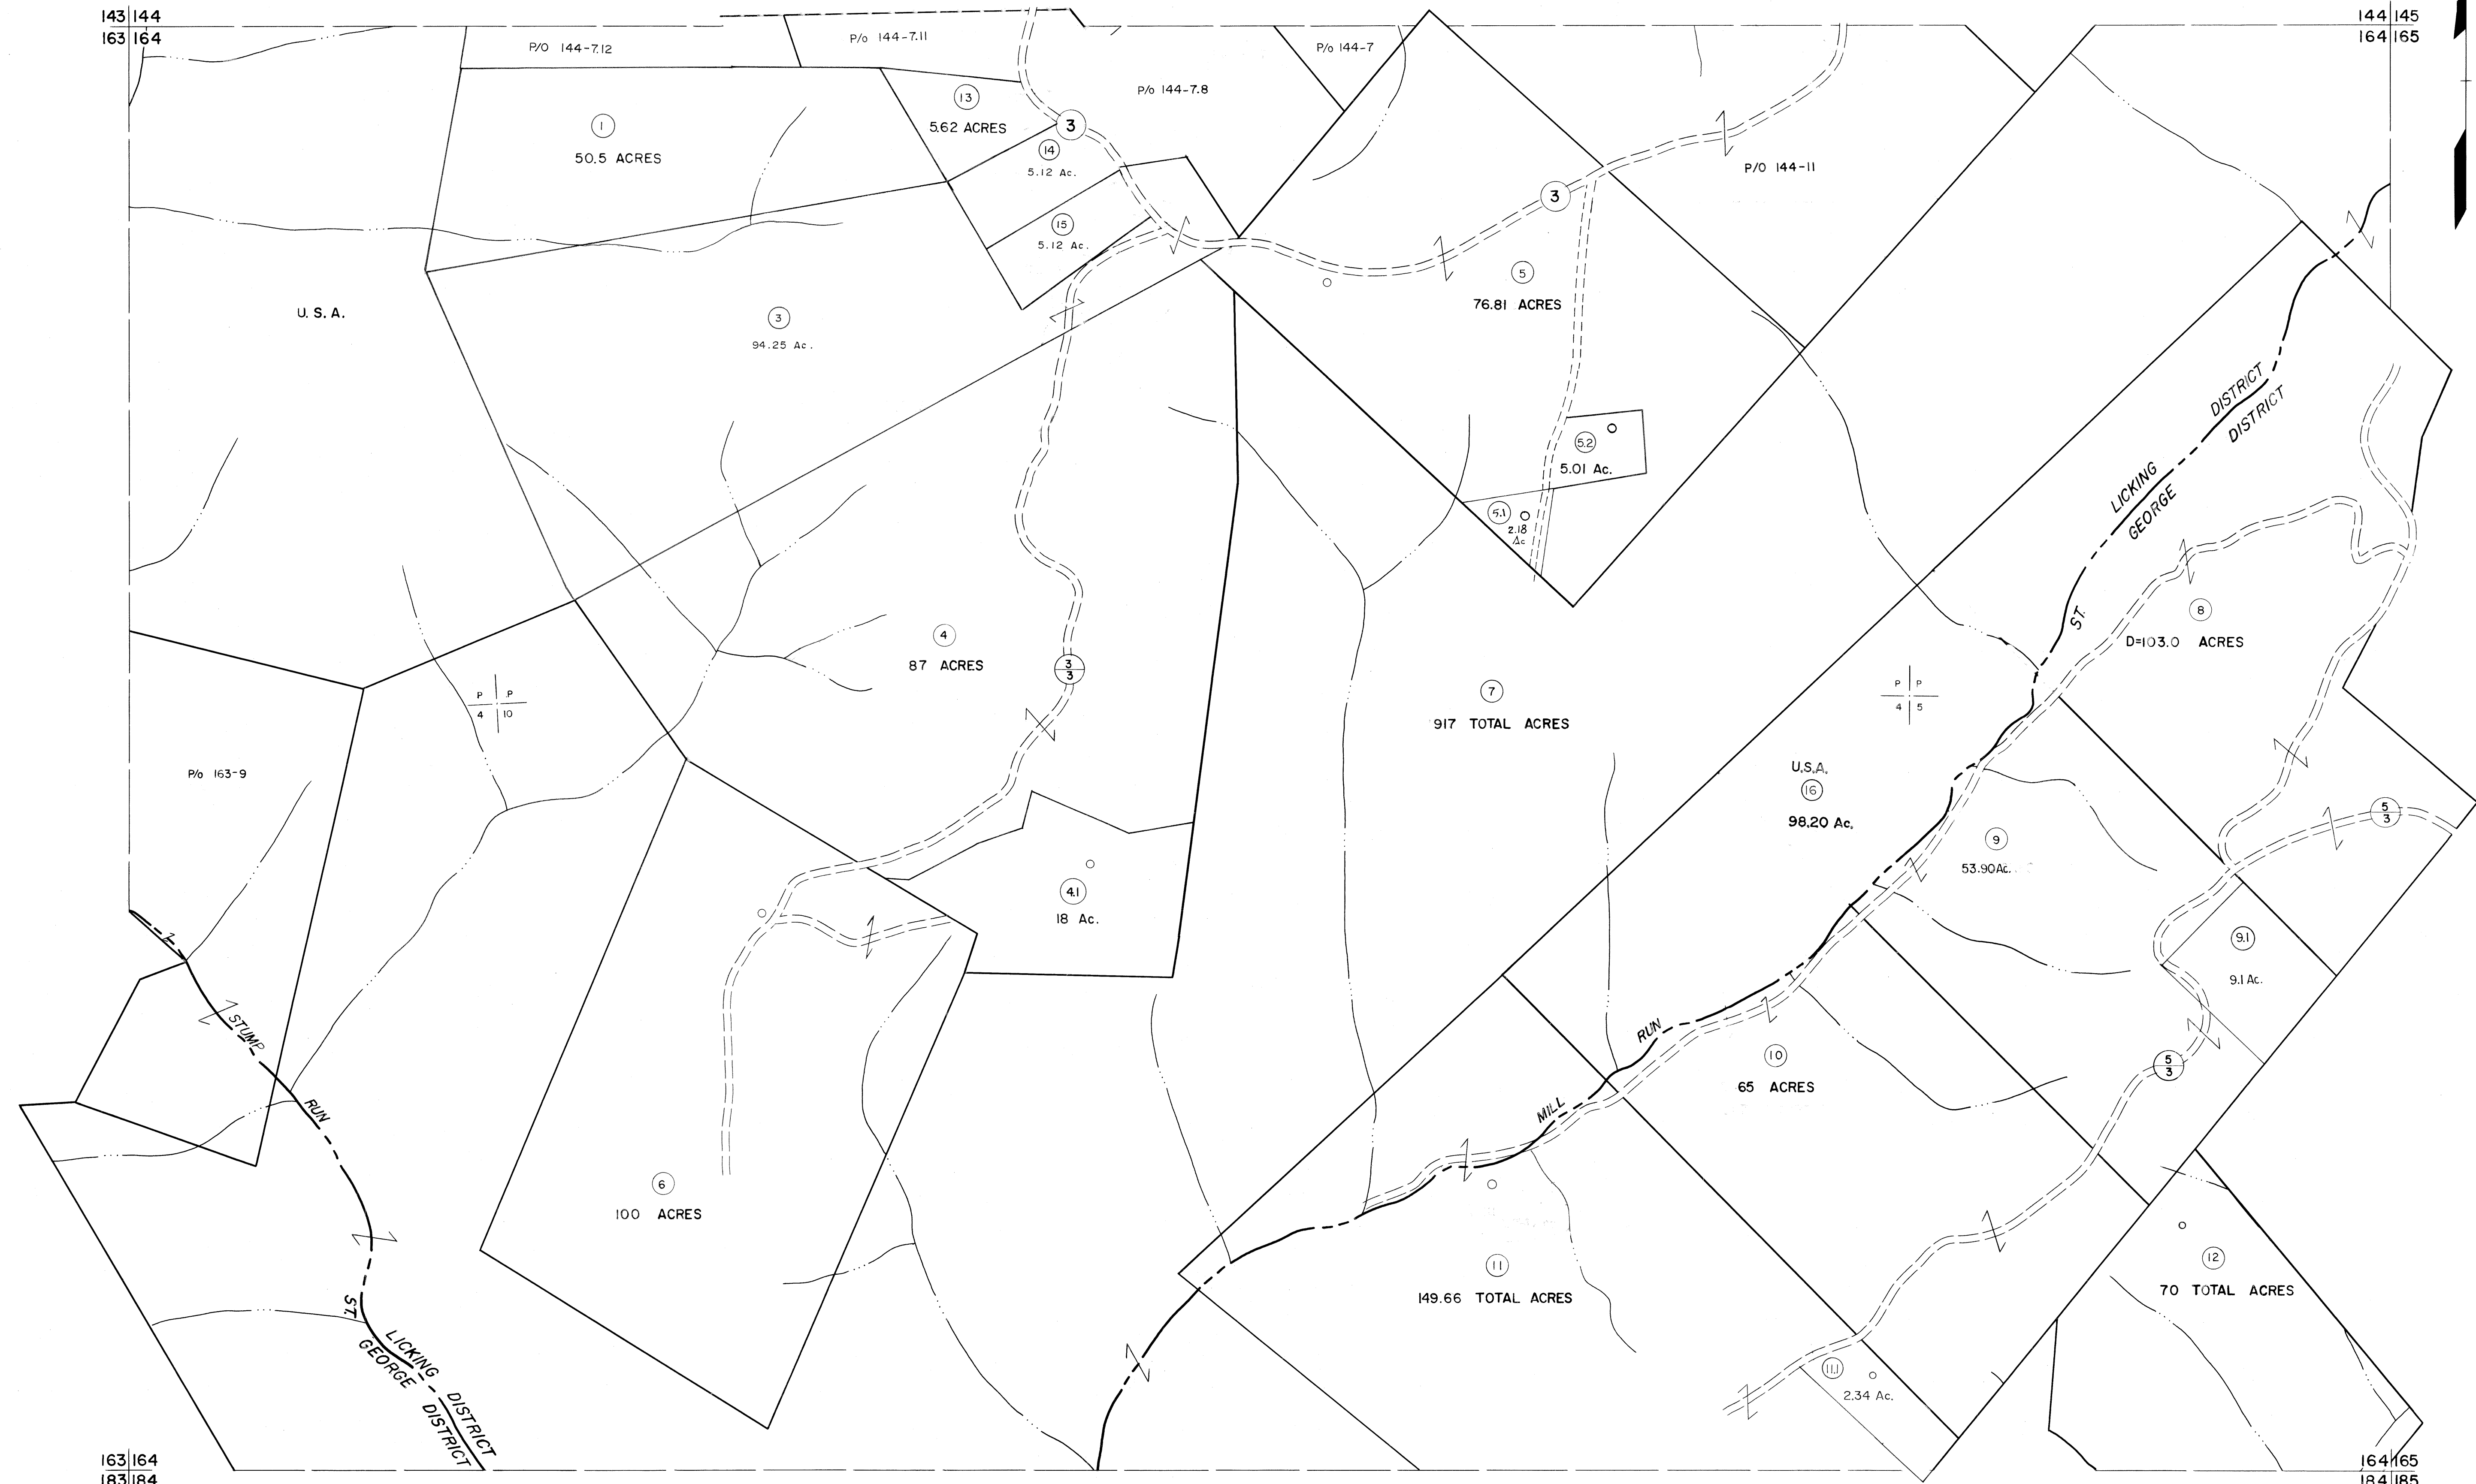 143 144
163 164
144 145
164 165
P/O 144-7.12
P/o 144-7.11
P/o 144-7
P/o 144-7.8
13
5.62 ACRES
3
1
50.5 ACRES
14
5.12 Ac.
P/O 144-11
3
15
5.12 Ac.
5
76.81 ACRES
U. S. A.
3
94.25 Ac.
DISTRICT
DISTRICT
5.2
5.01 Ac.
LICKING
GEORGE
5.1
2.18
Ac
ST.
8
D=103.0 ACRES
4
87 ACRES
3
3
P P
4 10
7
917 TOTAL ACRES
P P
4 5
P/o 163-9
U.S.A.
16
98.20 Ac.
5
3
9
53.90Ac.
4.1
18 Ac.
9.1
9.1 Ac.
STUMP
RUN
RUN
MILL
10
65 ACRES
5
3
6
100 ACRES
11
149.66 TOTAL ACRES
12
70 TOTAL ACRES
ST.
LICKING
GEORGE
DISTRICT
DISTRICT
11.1
2.34 Ac.
163 164
183 184
164 165
184 185